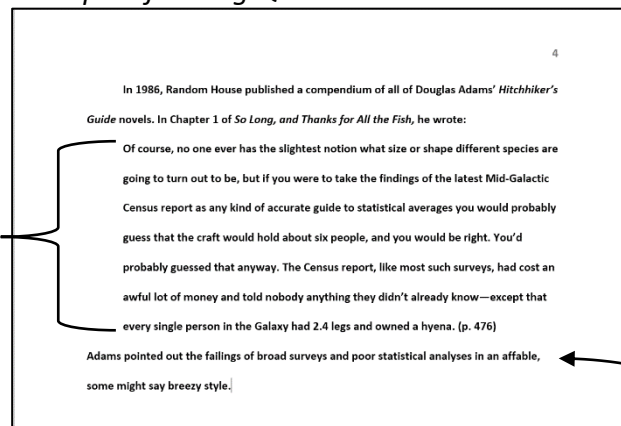 4
In 1986, Random House published a compendium of all of Douglas Adams’ Hitchhiker’s
Guide novels. In Chapter 1 of So Long, and Thanks for All the Fish, he wrote:
Of course, no one ever has the slightest notion what size or shape different species are
going to turn out to be, but if you were to take the findings of the latest Mid-Galactic
Census report as any kind of accurate guide to statistical averages you would probably
guess that the craft would hold about six people, and you would be right. You’d
probably guessed that anyway. The Census report, like most such surveys, had cost an
awful lot of money and told nobody anything they didn’t already know—except that
every single person in the Galaxy had 2.4 legs and owned a hyena. (p. 476)
Adams pointed out the failings of broad surveys and poor statistical analyses in an affable,
some might say breezy style.